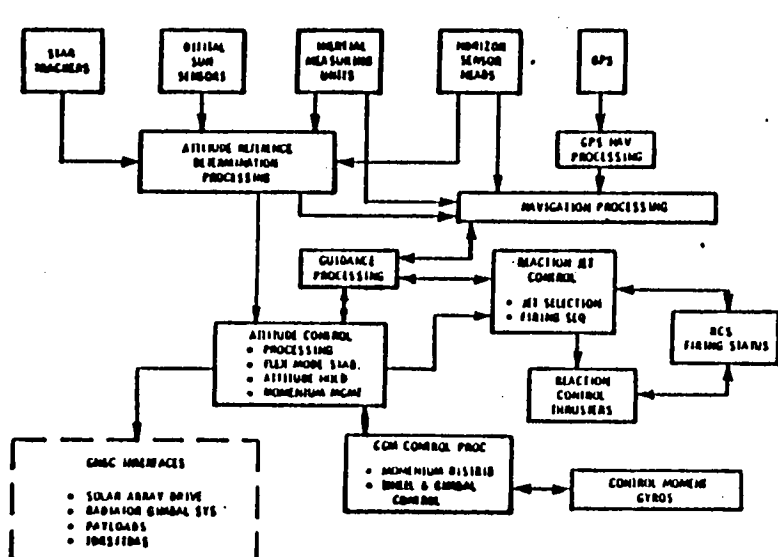 STAR
TRACKERS
DIGITAL
SUN
SENSORS
INERTIAL
MEASURING
UNITS
HORIZON
SENSOR
HEADS
GPS
ATTITUDE REFERENCE
DETERMINATION
PROCESSING
GPS NAV
PROCESSING
NAVIGATION PROCESSING
GUIDANCE
PROCESSING
REACTION JET
CONTROL
• JET SELECTION
• FIRING SEQ
RCS
FIRING STATUS
ATTITUDE CONTROL
• PROCESSING
• FLEX MODE STAB.
• ATTITUDE HOLD
• MOMENTUM MGMT
REACTION
CONTROL
THRUSTERS
GN&C INTERFACES
• SOLAR ARRAY DRIVE
• RADIATOR GIMBAL SYS
• PAYLOADS
CGM CONTROL PROC
• MOMENTUM DISTRIB
• WHEEL & GIMBAL
CONTROL
CONTROL MOMENT
GYROS